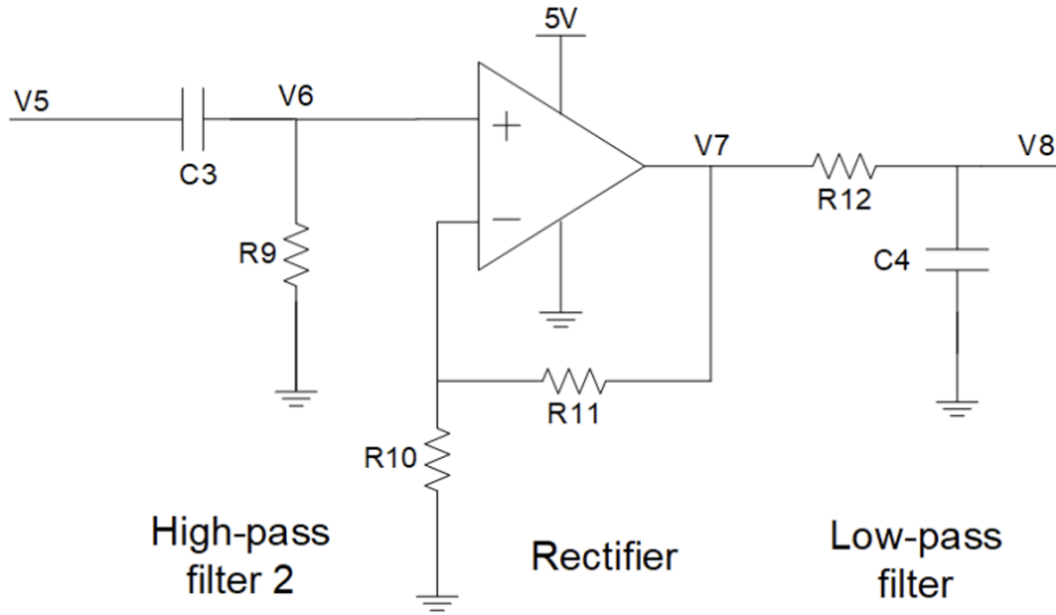 5V
V5
V6
C3
+
−
V7
V8
R12
R9
C4
R11
R10
High-pass
filter 2
Rectifier
Low-pass
filter